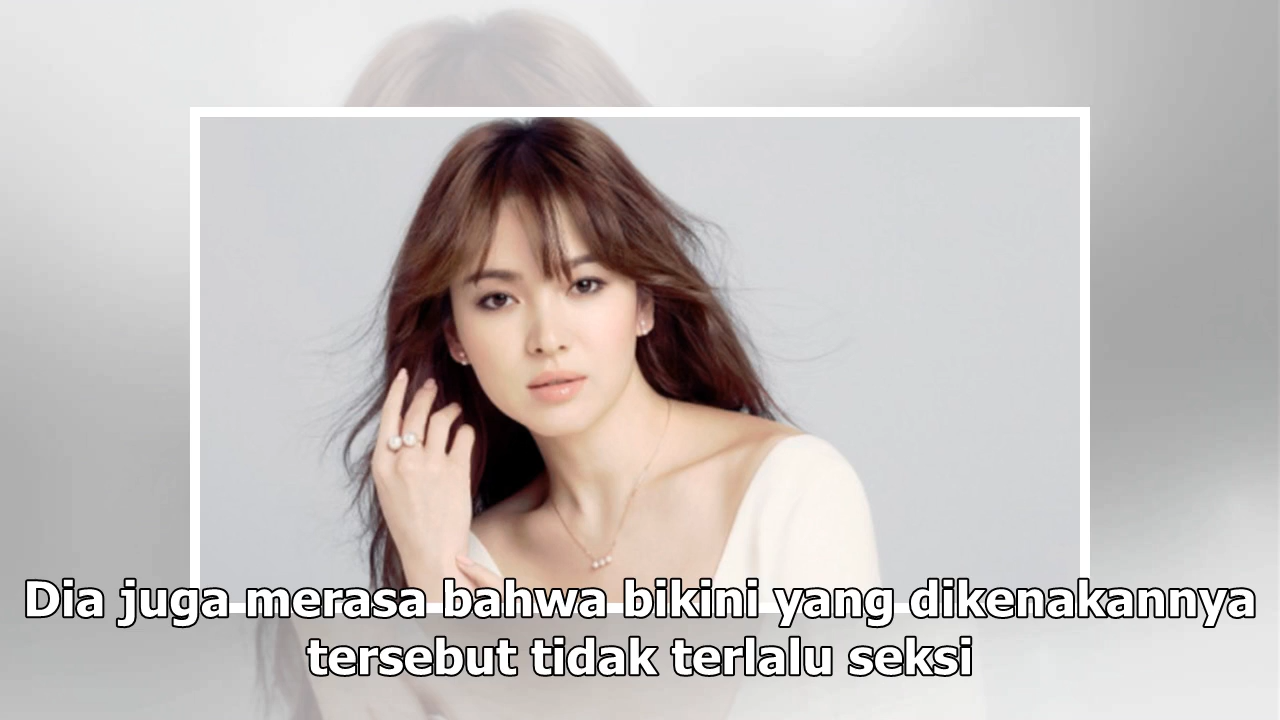 Dia juga merasa bahwa bikini yang dikenakannya
tersebut tidak terlalu seksi